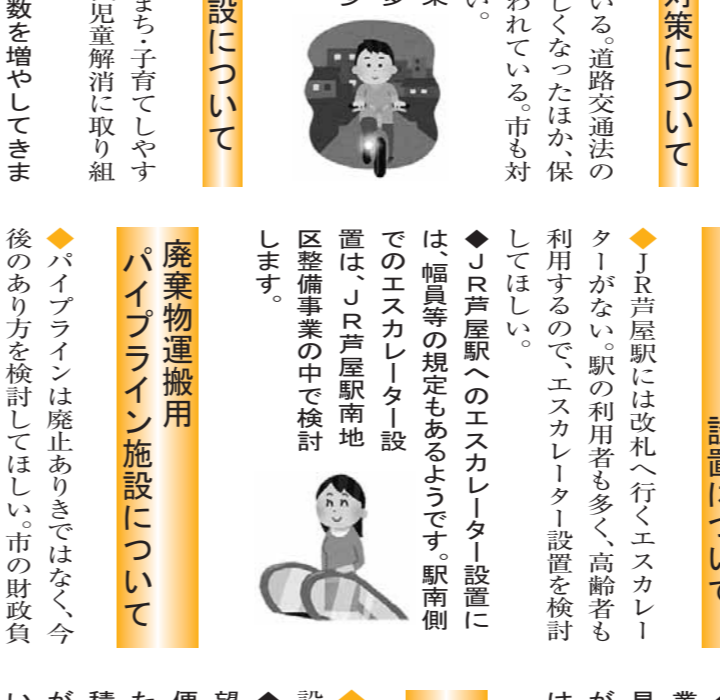 対策について
いる。道路交通法の
しくなったほか、保
われている。市も対
い。
設について
まち・子育てしやす
児童解消に取り組
数を増やしてきま
設置について
◆ＪＲ芦屋駅には改札へ行くエスカレー
ターがない。駅の利用者も多く、高齢者も
利用するので、エスカレーター設置を検討
してほしい。
◆ＪＲ芦屋駅へのエスカレーター設置に
は、幅員等の規定もあるようです。駅南側
でのエスカレーター設
置は、ＪＲ芦屋駅南地
区整備事業の中で検討
します。
廃棄物運搬用
パイプライン施設について
◆パイプラインは廃止ありきではなく、今
後のあり方を検討してほしい。市の財政負